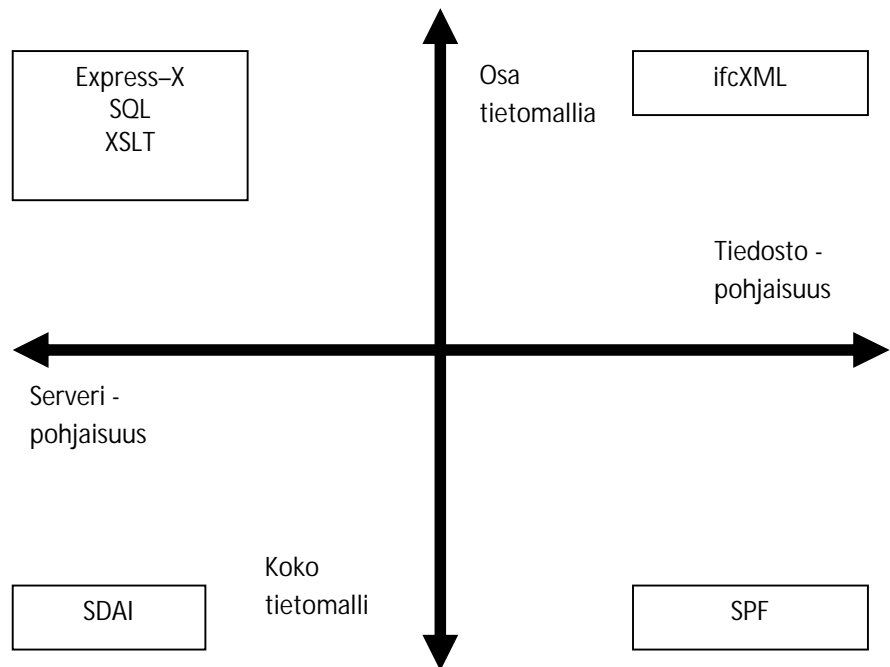 Express–X
SQL
XSLT
Osa
tietomallia
ifcXML
Tiedosto -
pohjaisuus
Serveri -
pohjaisuus
Koko
tietomalli
SDAI
SPF